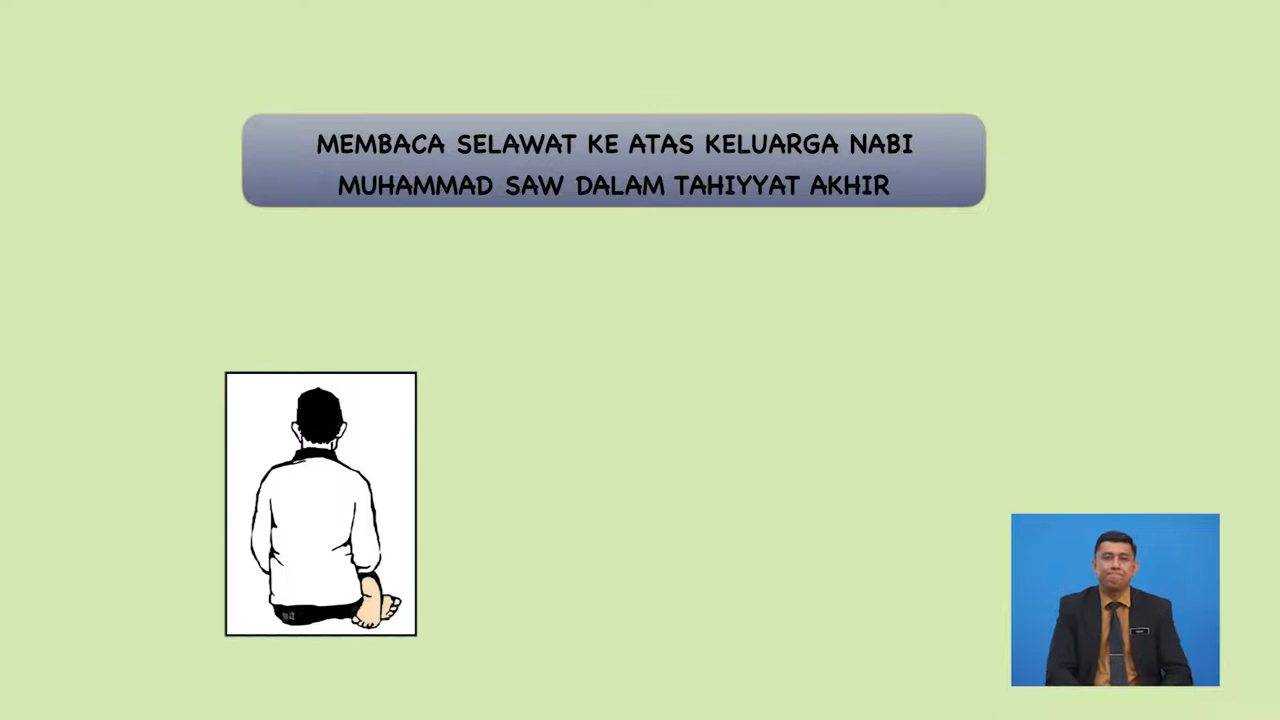 MEMBACA SELAWAT KE ATAS KELUARGA NABI
MUHAMMAD SAW DALAM TAHIYYAT AKHIR